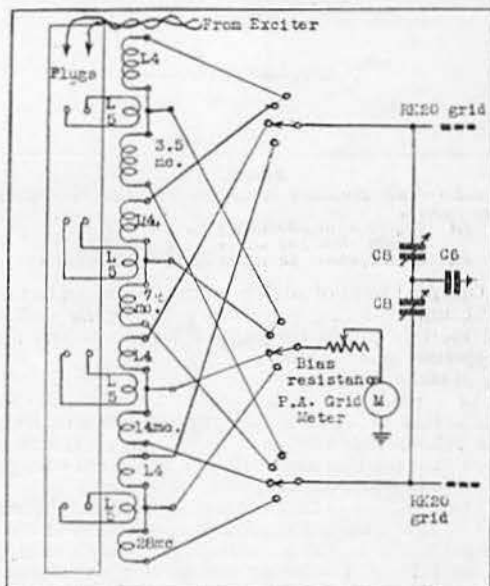 From Exciter
Plugs
L4
L
5
RK20 grid
3.5
mc.
L4.
L
5
C8
C6
C8
7.
mc.
L4
L
5
Bias
resistance
P.A. Grid
Meter
M
14mc.
L4
L
5
RK20
grid
28mc